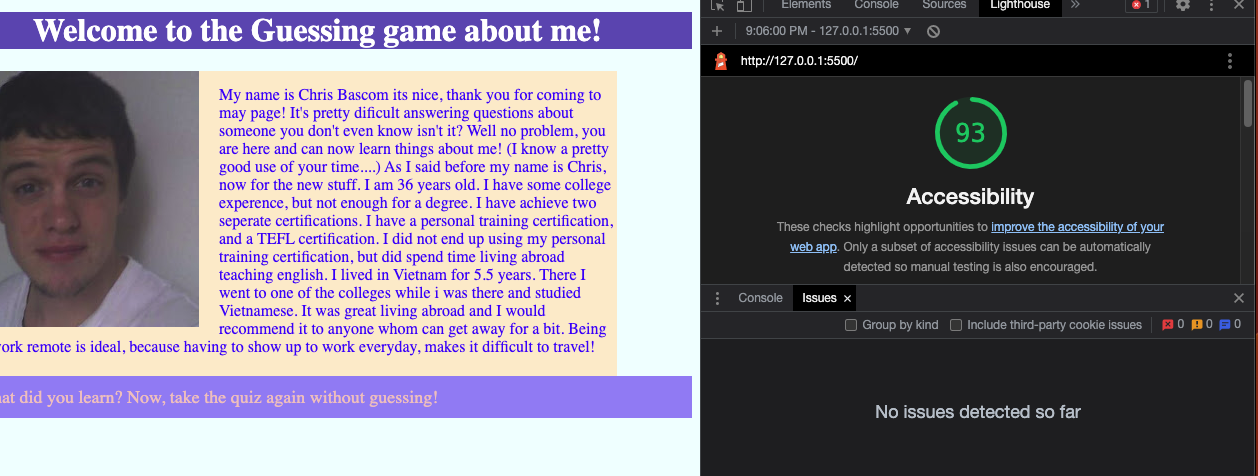 Welcome to the Guessing game about me!
My name is Chris Bascom its nice, thank you for coming to
may page! It's pretty dificult answering questions about
someone you don't even know isn't it? Well no problem, you
are here and can now learn things about me! (I know a pretty
good use of your time....) As I said before my name is Chris,
now for the new stuff. I am 36 years old. I have some college
experence, but not enough for a degree. I have achieve two
seperate certifications. I have a personal training certification,
and a TEFL certification. I did not end up using my personal
training certification, but did spend time living abroad
teaching english. I lived in Vietnam for 5.5 years. There I
went to one of the colleges while i was there and studied
Vietnamese. It was great living abroad and I would
recommend it to anyone whom can get away for a bit. Being
remote is ideal, because having to show up to work everyday, makes it difficult to travel!
did you learn? Now, take the quiz again without guessing!
Elements Console Sources Lighthouse » 1
9:06:00 PM - 127.0.0.1:5500
http://127.0.0.1:5500/
93
Accessibility
These checks highlight opportunities to improve the accessibility of your
web app. Only a subset of accessibility issues can be automatically
detected so manual testing is also encouraged.
Console Issues ×
Group by kind Include third-party cookie issues 0 0 0
No issues detected so far